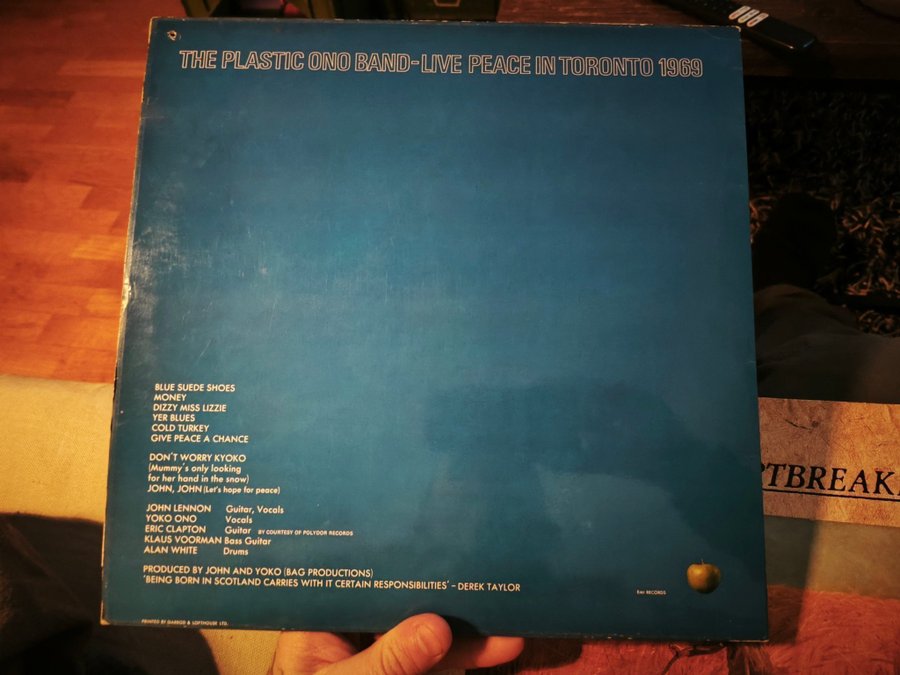 THE PLASTIC ONO BAND-LIVE PEACE IN TORONTO 1969
BLUE SUEDE SHOES
MONEY
DIZZY MISS LIZZIE
YER BLUES
COLD TURKEY
GIVE PEACE A CHANCE
DON'T WORRY KYOKO
(Mummy's only looking
for her hand in the snow)
JOHN, JOHN (Let's hope for peace)
JOHN LENNON Guitar, Vocals
YOKO ONO Vocals
ERIC CLAPTON Guitar BY COURTESY OF POLYDOR RECORDS
KLAUS VOORMAN Bass Guitar
ALAN WHITE Drums
PRODUCED BY JOHN AND YOKO (BAG PRODUCTIONS)
'BEING BORN IN SCOTLAND CARRIES WITH IT CERTAIN RESPONSIBILITIES' - DEREK TAYLOR
PRINTED BY GARROD & LOFTHOUSE LTD.
EMI RECORDS
TBREAK